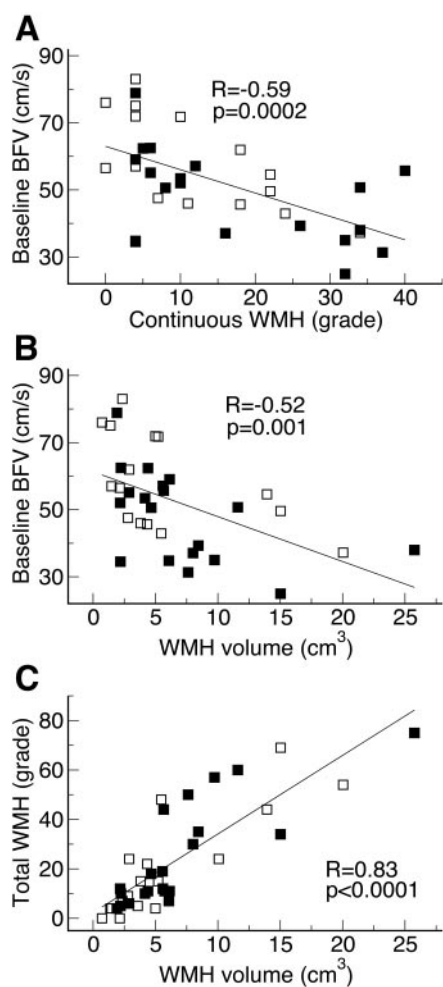 A
Baseline BFV (cm/s)
90
70
50
30
R=-0.59
p=0.0002
0 10 20 30 40
Continuous WMH (grade)
B
Baseline BFV (cm/s)
90
70
50
30
R=-0.52
p=0.001
0 5 10 15 20 25
WMH volume (cm³)
C
Total WMH (grade)
80
60
40
20
0
R=0.83
p<0.0001
0 5 10 15 20 25
WMH volume (cm³)